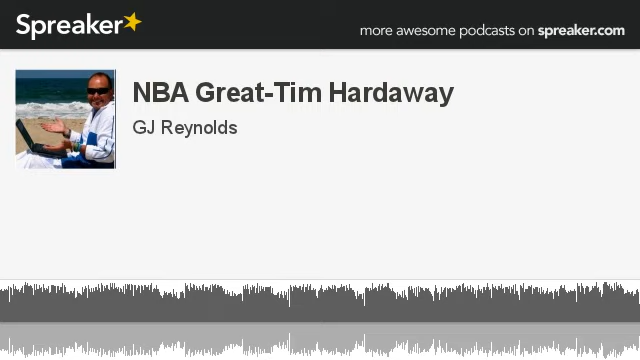 Spreaker
more awesome podcasts on spreaker.com
NBA Great-Tim Hardaway
GJ Reynolds